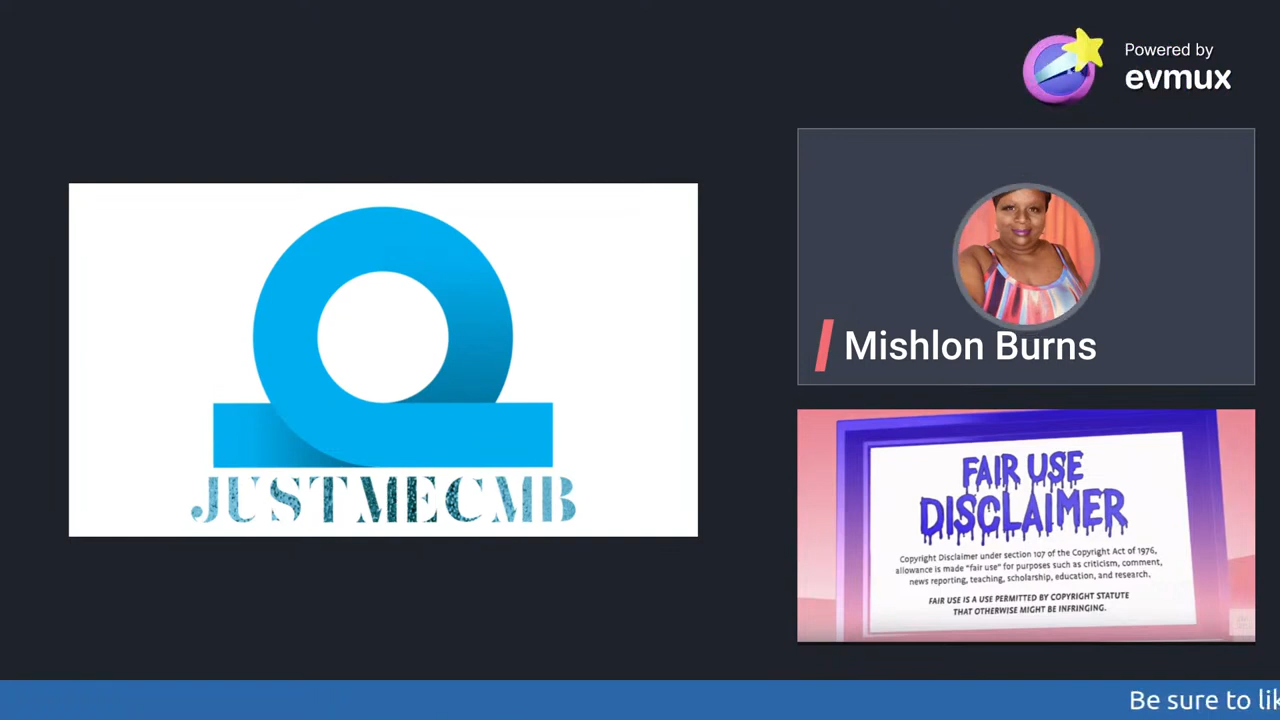 Powered by
evmux
JUSTMECMB
Mishlon Burns
FAIR USE
DISCLAIMER
Copyright Disclaimer under section 107 of the Copyright Act of 1976,
allowance is made "fair use" for purposes such as criticism, comment,
news reporting, teaching, scholarship, education, and research.
FAIR USE IS A USE PERMITTED BY COPYRIGHT STATUTE
THAT OTHERWISE MIGHT BE INFRINGING.
Be sure to